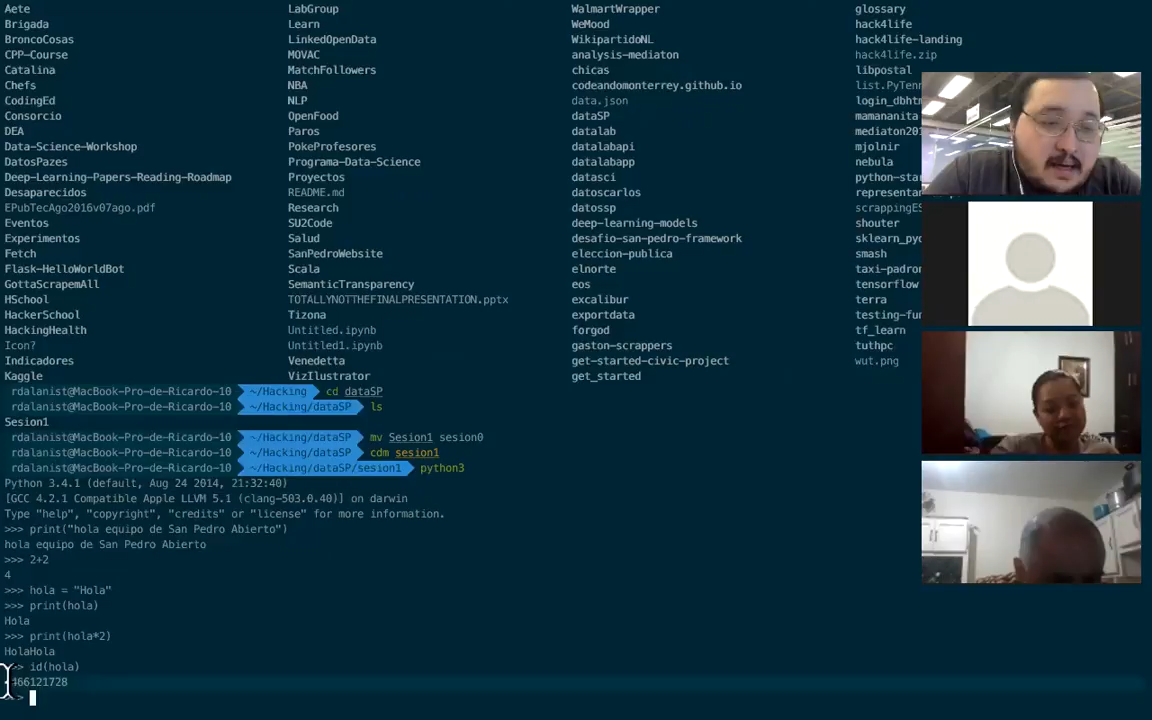 Aete LabGroup WalmartWrapper glossary
Brigada Learn WeMood hack4life
BroncoCosas LinkedOpenData WikipartidoNL hack4life-landing
CPP-Course MOVAC analysis-mediaton hack4life.zip
Catalina MatchFollowers chicas libpostal
Chefs NBA codeandomonterrey.github.io
CodingEd NLP data.json
Consorcio OpenFood dataSP mamananita
DEA Paros datalab
Data-Science-Workshop PokeProfesores datalabapi mjolnir
DatosPazes Programa-Data-Science datalabapp nebula
Deep-Learning-Papers-Reading-Roadmap Proyectos datasci
Desaparecidos README.md datoscarlos
EPubTecAgo2016v07ago.pdf Research datossp
Eventos SU2Code deep-learning-models shouter
Experimentos Salud desafio-san-pedro-framework
Fetch SanPedroWebsite eleccion-publica smash
Flask-HelloWorldBot Scala elnorte
GottaScrapemAll SemanticTransparency eos tensorflow
HSchool TOTALLYNOTTHEFINALPRESENTATION.pptx excalibur terra
HackerSchool Tizona exportdata
HackingHealth Untitled.ipynb forgod tf_learn
Icon? Untitled1.ipynb gaston-scrappers tuthpc
Indicadores Venedetta get-started-civic-project wut.png
Kaggle VizIlustrator get_started
rdalanist@MacBook-Pro-de-Ricardo-10 ~/Hacking cd dataSP
rdalanist@MacBook-Pro-de-Ricardo-10 ~/Hacking/dataSP ls
Sesion1
rdalanist@MacBook-Pro-de-Ricardo-10 ~/Hacking/dataSP mv Sesion1 sesion0
rdalanist@MacBook-Pro-de-Ricardo-10 ~/Hacking/dataSP cdm sesion1
rdalanist@MacBook-Pro-de-Ricardo-10 ~/Hacking/dataSP/sesion1 python3
Python 3.4.1 (default, Aug 24 2014, 21:32:40)
[GCC 4.2.1 Compatible Apple LLVM 5.1 (clang-503.0.40)] on darwin
Type "help", "copyright", "credits" or "license" for more information.
>>> print("hola equipo de San Pedro Abierto")
hola equipo de San Pedro Abierto
>>> 2+2
4
>>> hola = "Hola"
>>> print(hola)
Hola
>>> print(hola*2)
HolaHola
>>> id(hola)
>>>